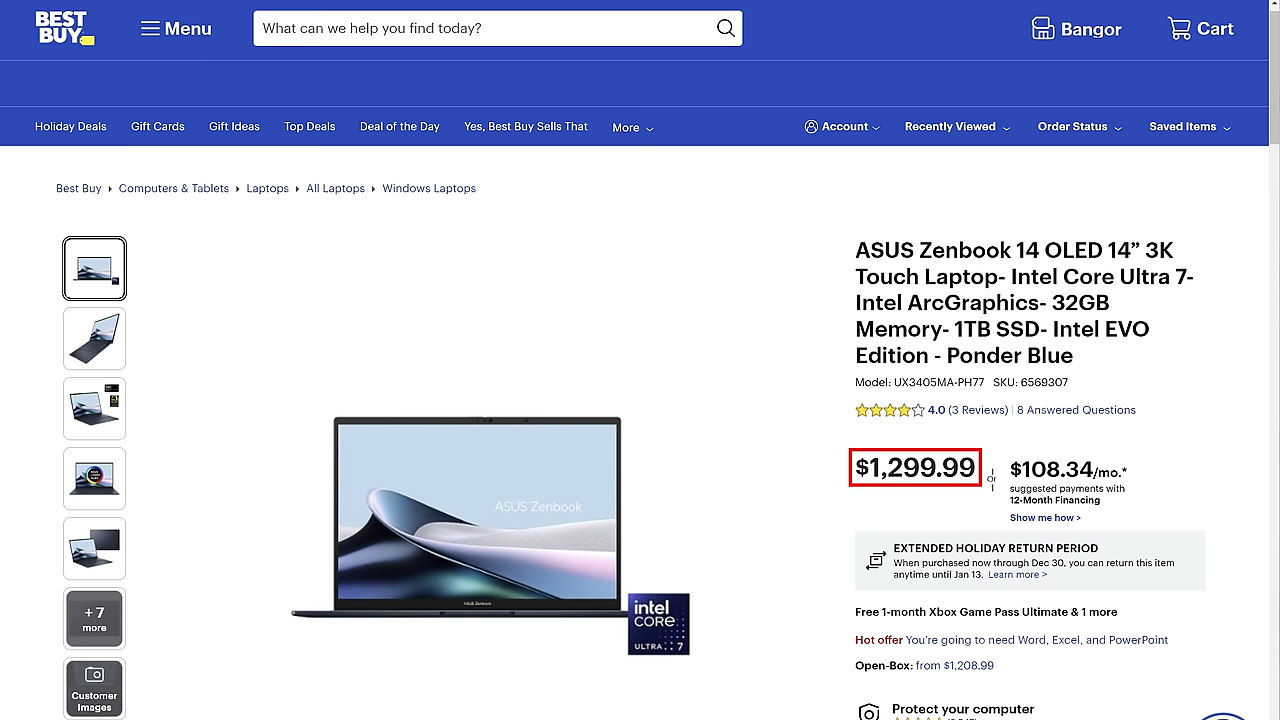 BEST
BUY
Menu
What can we help you find today?
Bangor
Cart
Holiday Deals
Gift Cards
Gift Ideas
Top Deals
Deal of the Day
Yes, Best Buy Sells That
More
Account
Recently Viewed
Order Status
Saved Items
Best Buy
Computers & Tablets
Laptops
All Laptops
Windows Laptops
ASUS Zenbook 14 OLED 14” 3K
Touch Laptop- Intel Core Ultra 7-
Intel ArcGraphics- 32GB
Memory- 1TB SSD- Intel EVO
Edition - Ponder Blue
Model: UX3405MA-PH77 SKU: 6569307
4.0 (3 Reviews) | 8 Answered Questions
$1,299.99
Or
$108.34/mo.*
suggested payments with
12-Month Financing
Show me how >
EXTENDED HOLIDAY RETURN PERIOD
When purchased now through Dec 30, you can return this item
anytime until Jan 13. Learn more >
Free 1-month Xbox Game Pass Ultimate & 1 more
Hot offer You're going to need Word, Excel, and PowerPoint
Open-Box: from $1,208.99
Protect your computer
ASUS Zenbook
ASUS Zenbook
intel
CORE
ULTRA 7
+ 7
more
Customer
Images